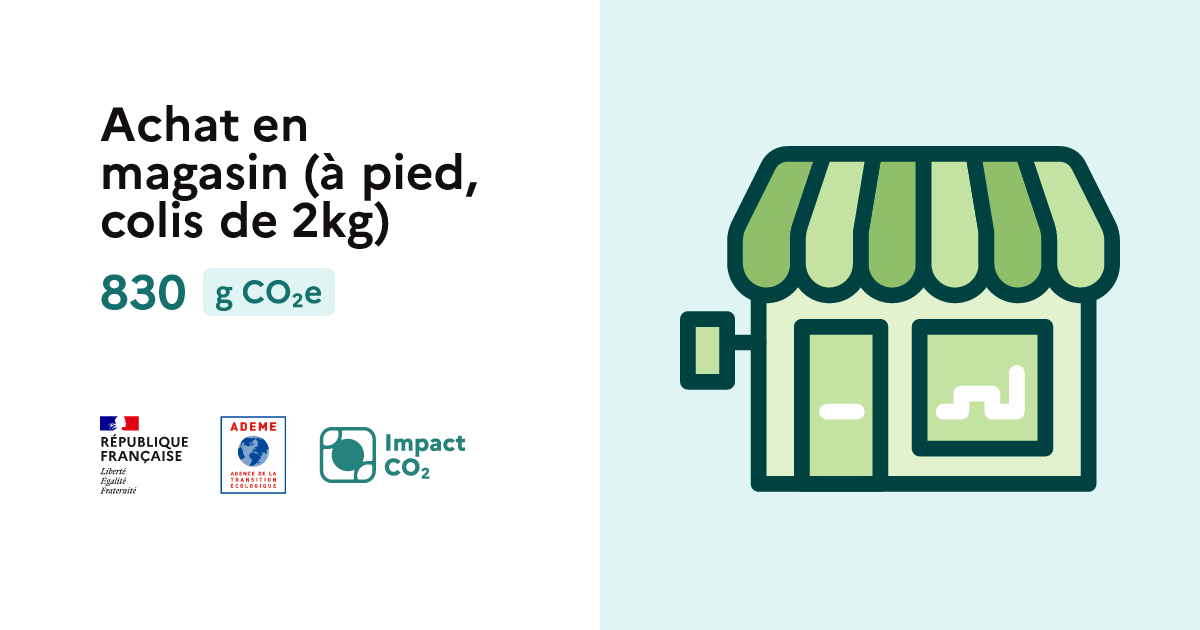 Achat en
magasin (à pied,
colis de 2kg)
830 g CO₂e
RÉPUBLIQUE
FRANÇAISE
Liberté
Égalité
Fraternité
ADEME
AGENCE DE LA
TRANSITION
ÉCOLOGIQUE
Impact
CO₂